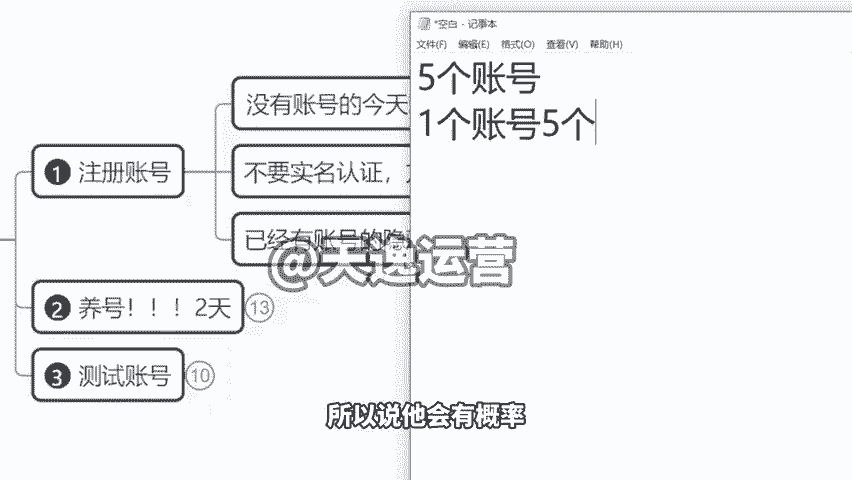 *空白 - 记事本
文件(F) 编辑(E) 格式(O) 查看(V) 帮助(H)
5个账号
1个账号5个
没有账号的今天
1 注册账号
不要实名认证，
已经有账号的隐
@天逸运营
2 养号！！！2天 13
3 测试账号 10
所以说他会有概率